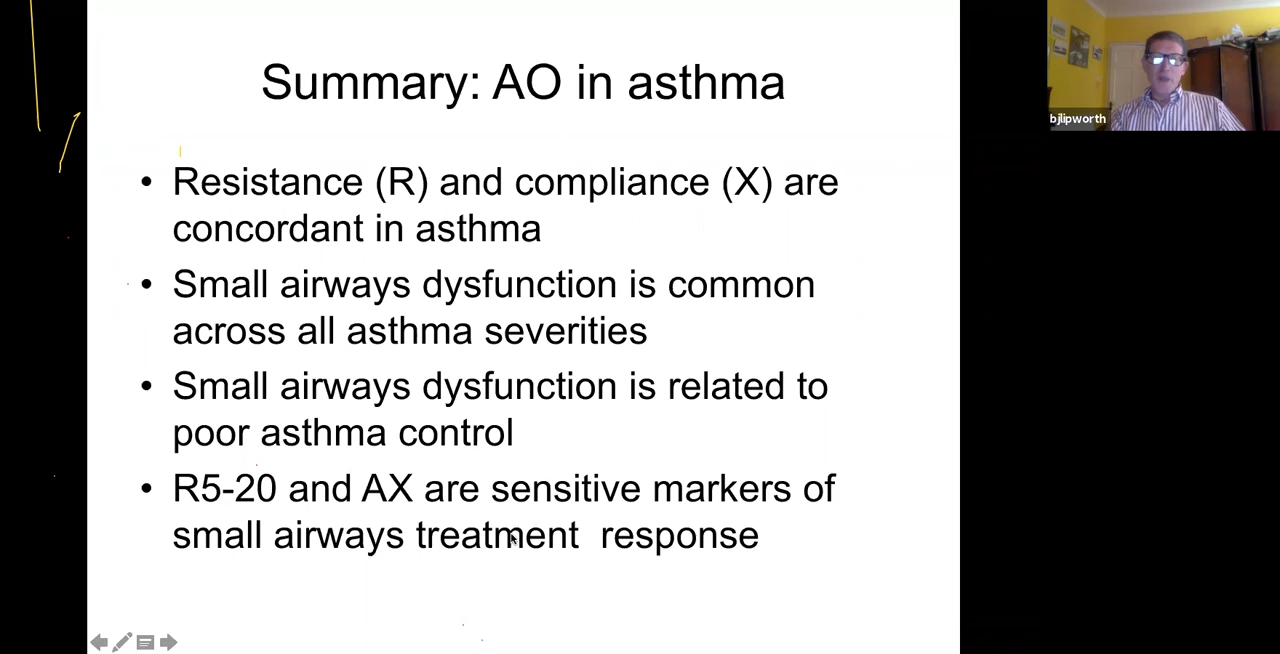 Summary: AO in asthma
• Resistance (R) and compliance (X) are
concordant in asthma
• Small airways dysfunction is common
across all asthma severities
• Small airways dysfunction is related to
poor asthma control
• R5-20 and AX are sensitive markers of
small airways treatment  response
bjlipworth